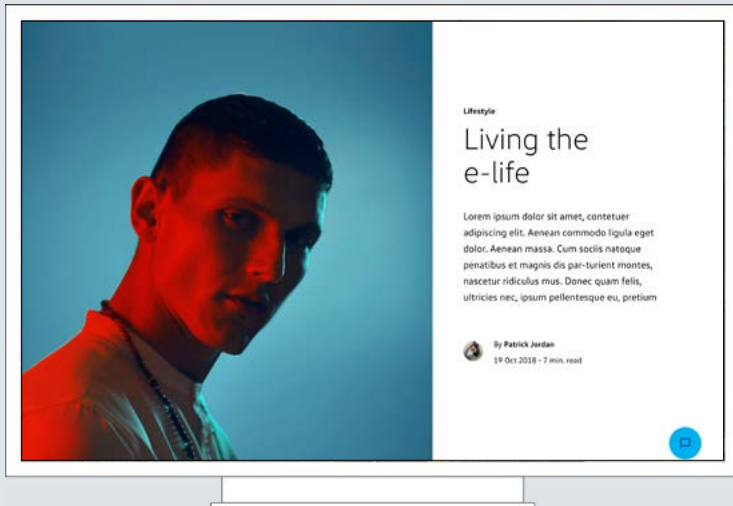 Lifestyle
Living the
e-life
Lorem ipsum dolor sit amet, contetuer
adipiscing elit. Aenean commodo ligula eget
dolor. Aenean massa. Cum sociis natoque
penatibus et magnis dis par-turient montes,
nascetur ridiculus mus. Donec quam felis,
ultricies nec, ipsum pellentesque eu, pretium
By Patrick Jordan
19 Oct 2018 - 7 min. read